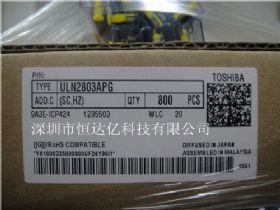 P/N:
TOSHIBA
TYPE ULN2803APG
ADD.C (SC,HZ) QTY 800 PCS
9A3E-ICP424 1235503 WLC 20
深圳市恒达亿科技有限公司
[[G]]/RoHS COMPATIBLE
DIFFUSED IN JAPAN
ASSEMBLED IN MALAYSIA